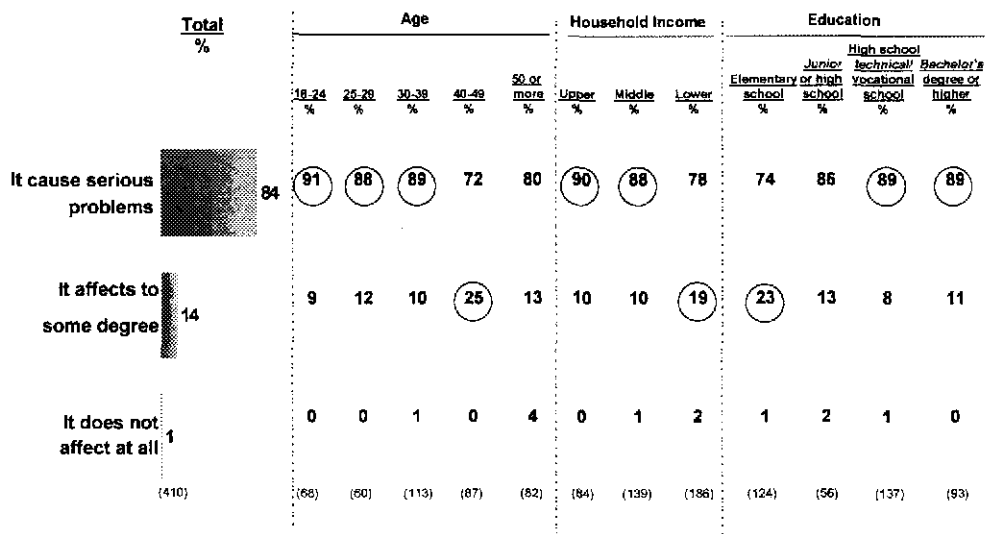 Total
%
Age
Household Income
Education
18-24
%
25-29
%
30-39
%
40-49
%
50 or
more
%
Upper
%
Middle
%
Lower
%
Elementary
school
%
Junior
or high
school
%
High school
technical/
vocational
school
%
Bachelor's
degree or
higher
%
It cause serious
problems
84 91 88 89 72 80 90 88 78 74 86 89 89
It affects to
some degree
14 9 12 10 25 13 10 10 19 23 13 8 11
It does not
affect at all
1 0 0 1 0 4 0 1 2 1 2 1 0
(410) (68) (60) (113) (87) (82) (84) (139) (186) (124) (56) (137) (93)